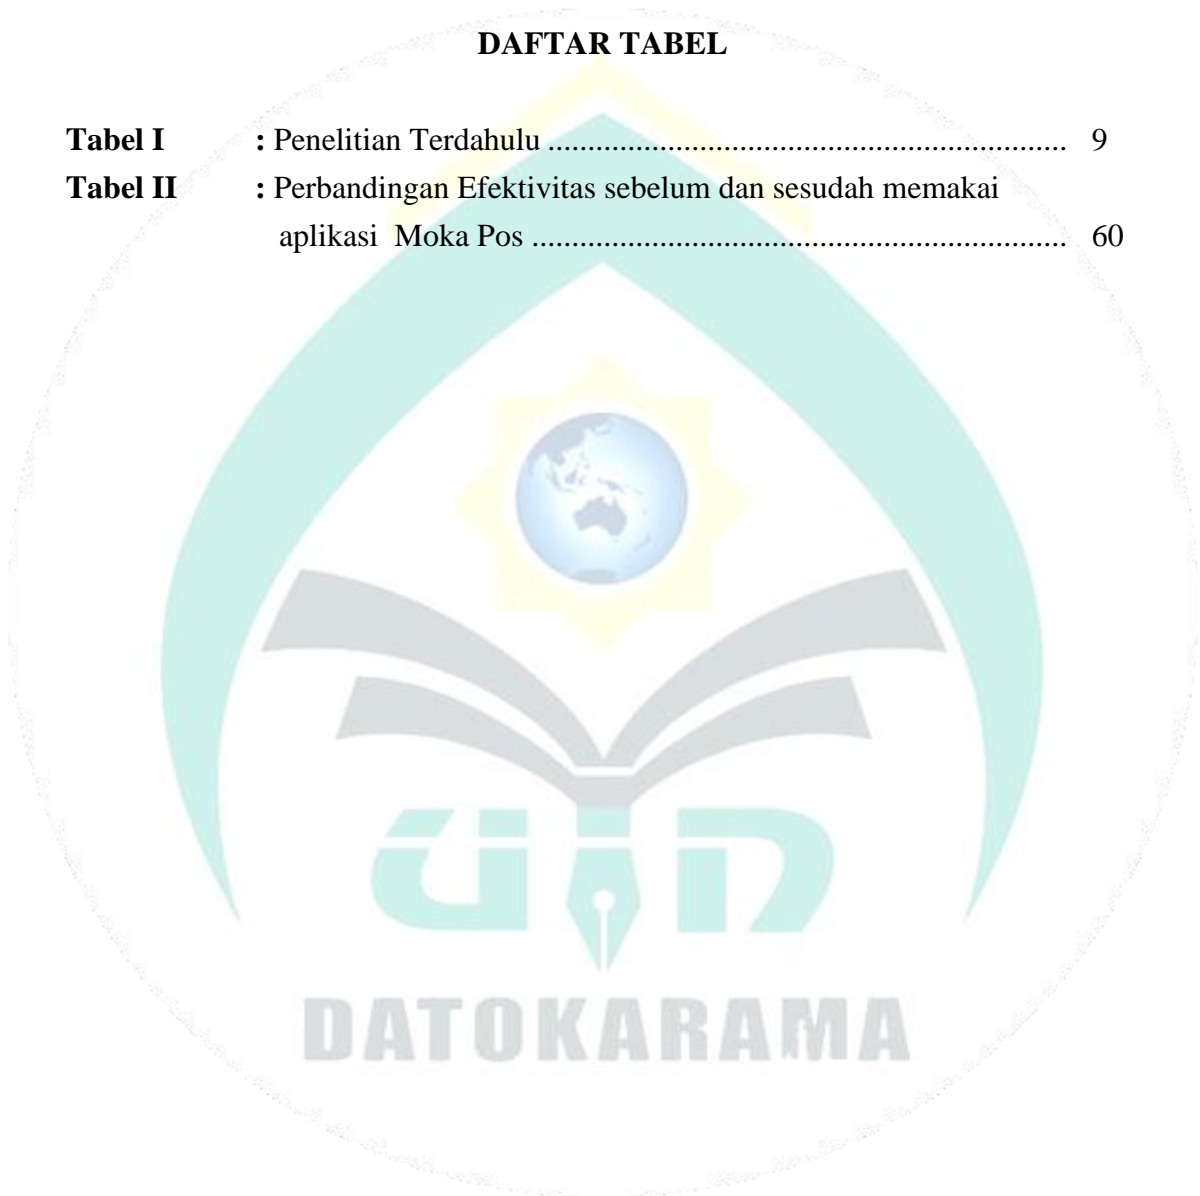 DAFTAR TABEL
Tabel I : Penelitian Terdahulu ................................................................. 9
Tabel II : Perbandingan Efektivitas sebelum dan sesudah memakai
aplikasi Moka Pos ................................................................... 60
UIN
DATOKARAMA